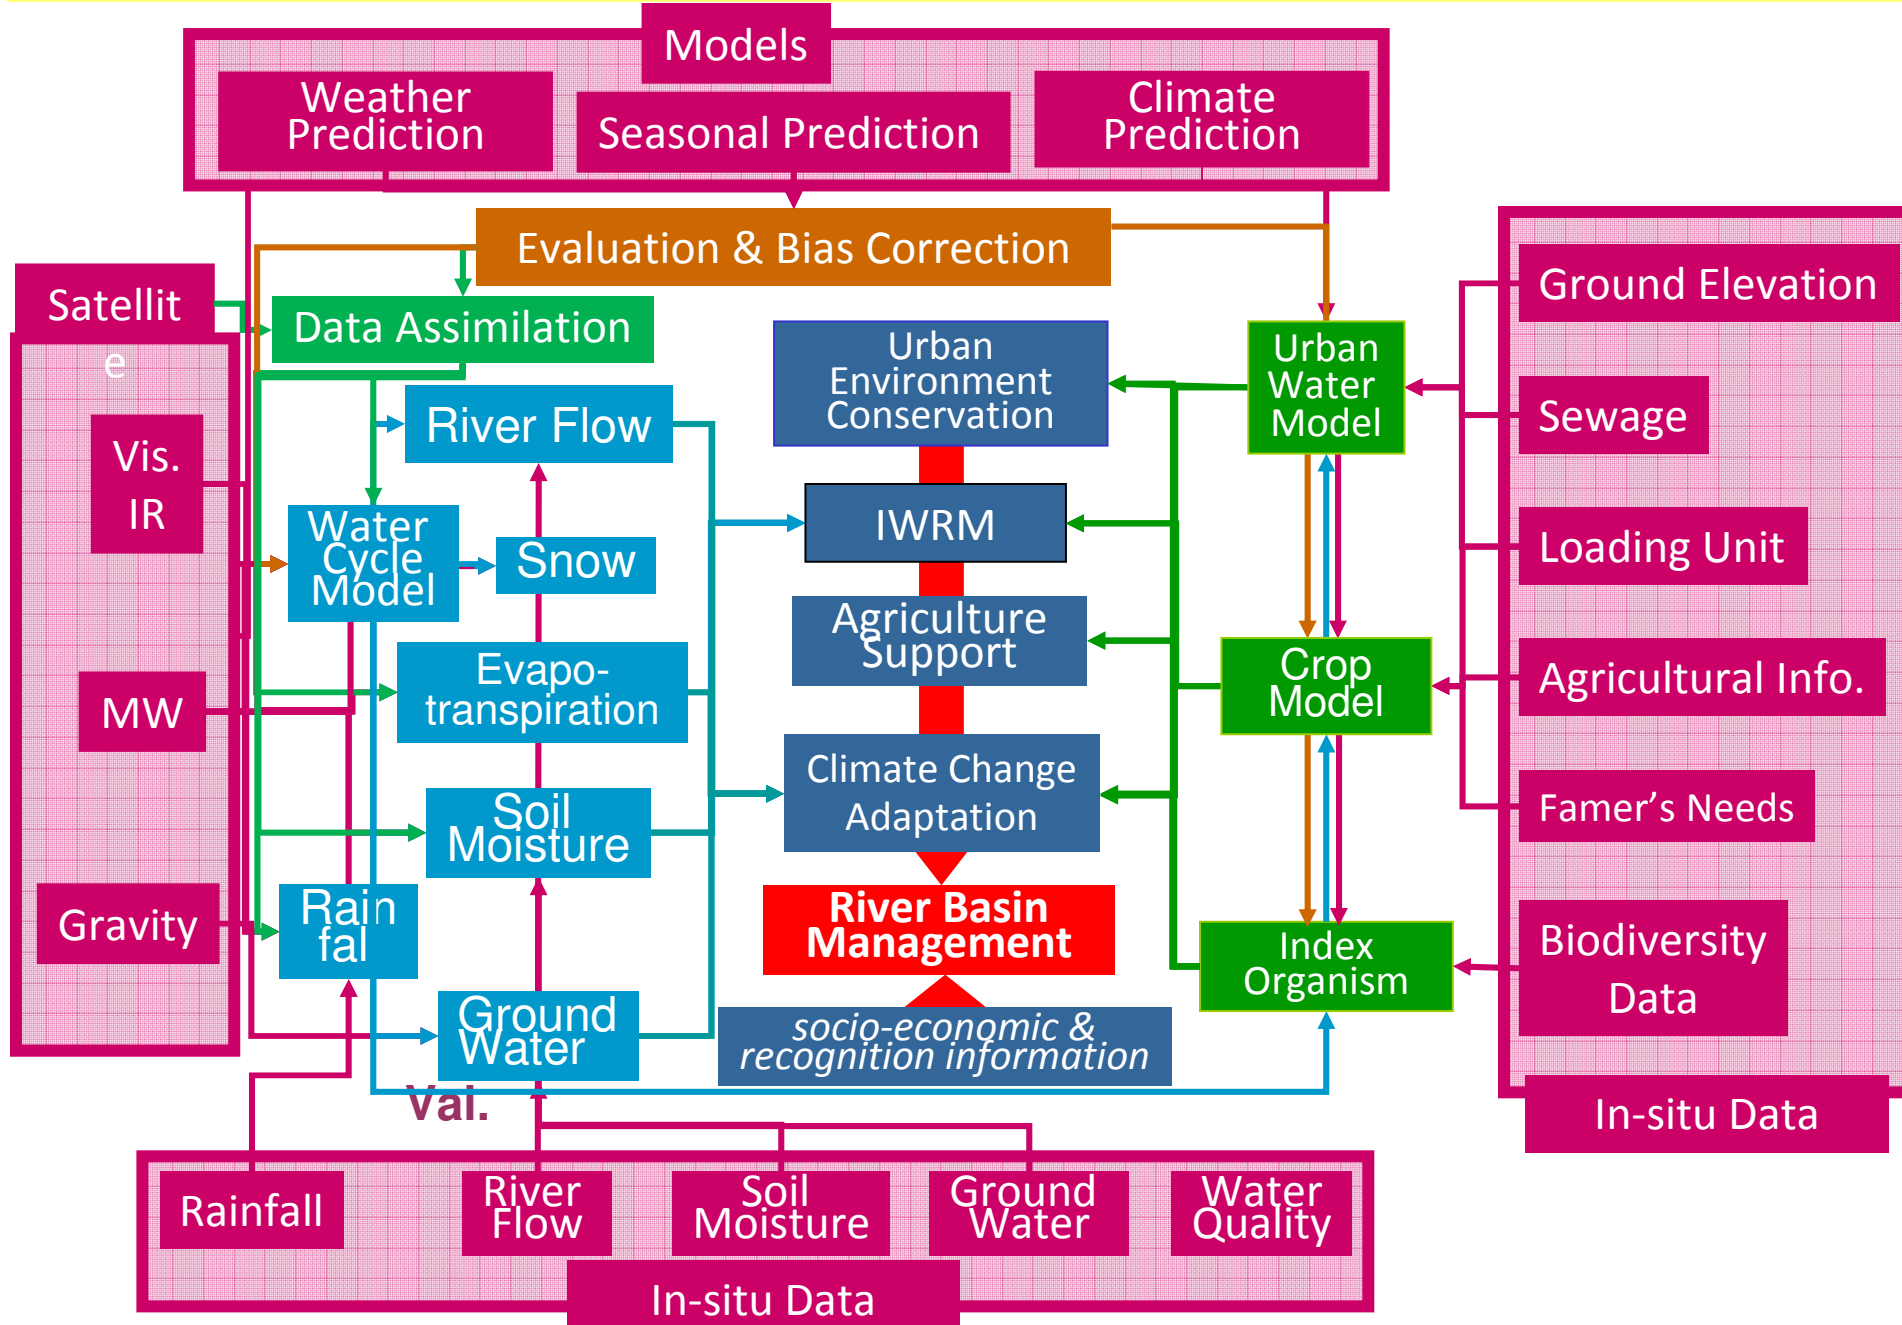 Models
Weather
Prediction
Seasonal Prediction
Climate
Prediction
Evaluation & Bias Correction
Satellit
e
Data Assimilation
Vis.
IR
MW
Gravity
River Flow
Water
Cycle
Model
Snow
Evapo-
transpiration
Soil
Moisture
Rain
fal
Ground
Water
Val.
Urban
Environment
Conservation
IWRM
Agriculture
Support
Climate Change
Adaptation
River Basin
Management
socio-economic &
recognition information
Urban
Water
Model
Crop
Model
Index
Organism
Ground Elevation
Sewage
Loading Unit
Agricultural Info.
Famer’s Needs
Biodiversity
Data
In-situ Data
Rainfall
River
Flow
Soil
Moisture
Ground
Water
Water
Quality
In-situ Data